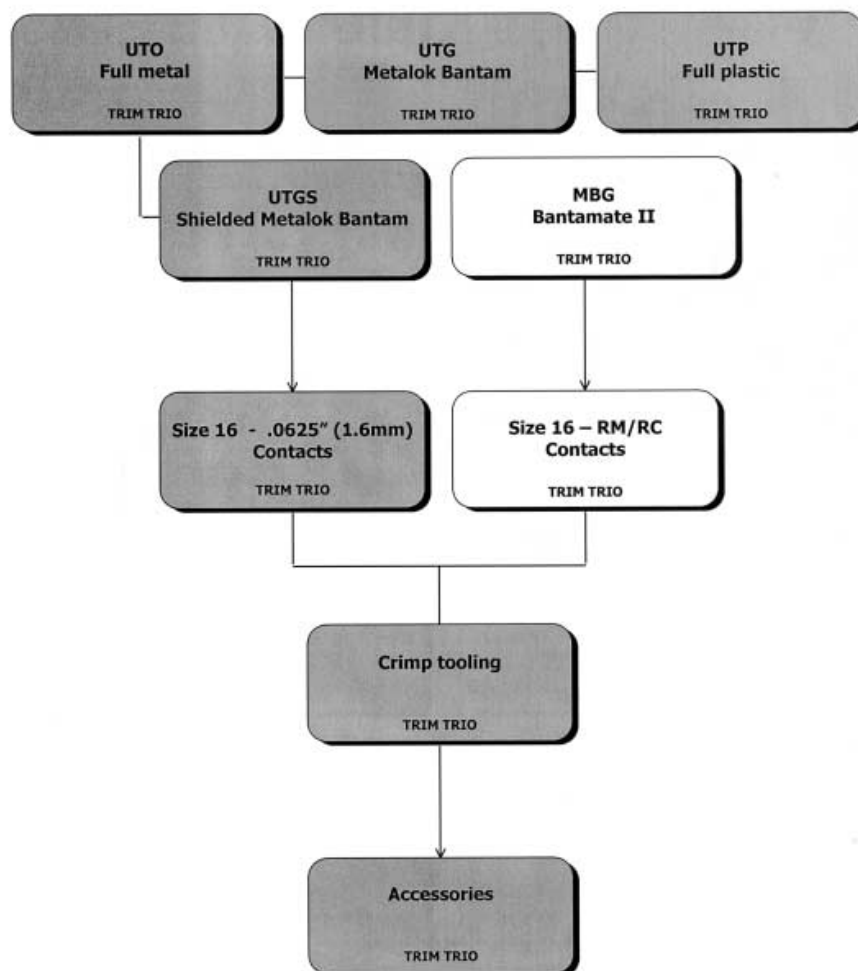 UTO
Full metal
TRIM TRIO
UTG
Metalok Bantam
TRIM TRIO
UTP
Full plastic
TRIM TRIO
UTGS
Shielded Metalok Bantam
TRIM TRIO
MBG
Bantamate II
TRIM TRIO
Size 16 - .0625” (1.6mm)
Contacts
TRIM TRIO
Size 16 – RM/RC
Contacts
TRIM TRIO
Crimp tooling
TRIM TRIO
Accessories
TRIM TRIO